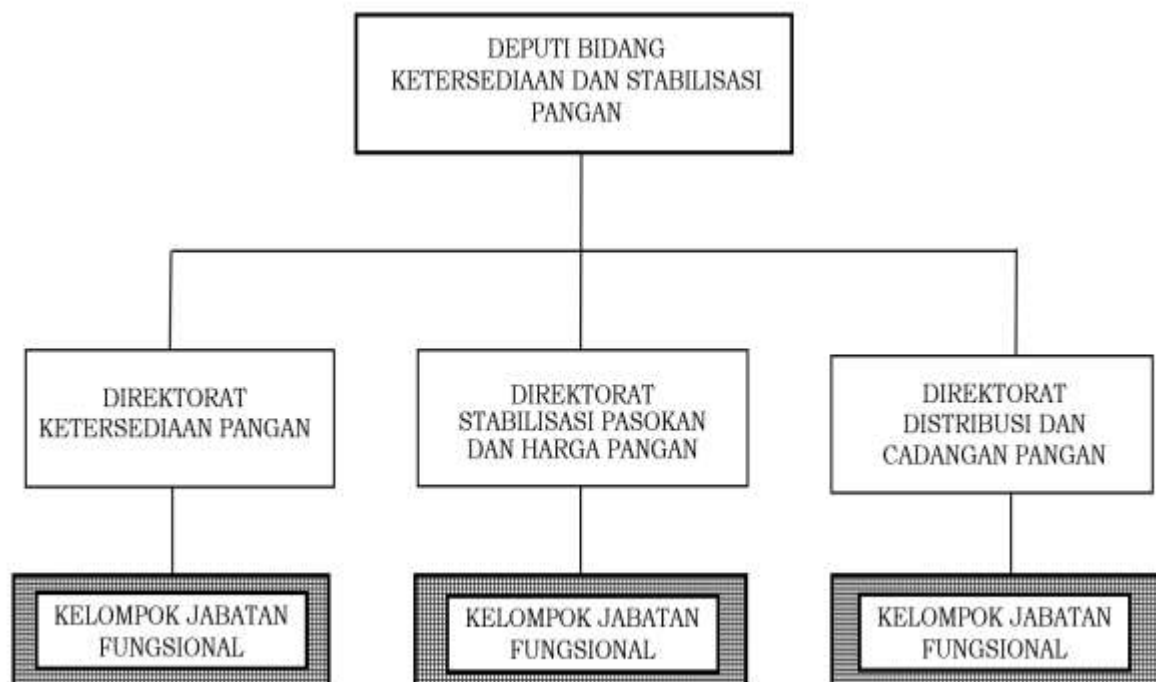 DEPUTI BIDANG
KETERSEDIAAN DAN STABILISASI
PANGAN
DIREKTORAT
KETERSEDIAAN PANGAN
DIREKTORAT
STABILISASI PASOKAN
DAN HARGA PANGAN
DIREKTORAT
DISTRIBUSI DAN
CADANGAN PANGAN
KELOMPOK JABATAN
FUNGSIONAL
KELOMPOK JABATAN
FUNGSIONAL
KELOMPOK JABATAN
FUNGSIONAL